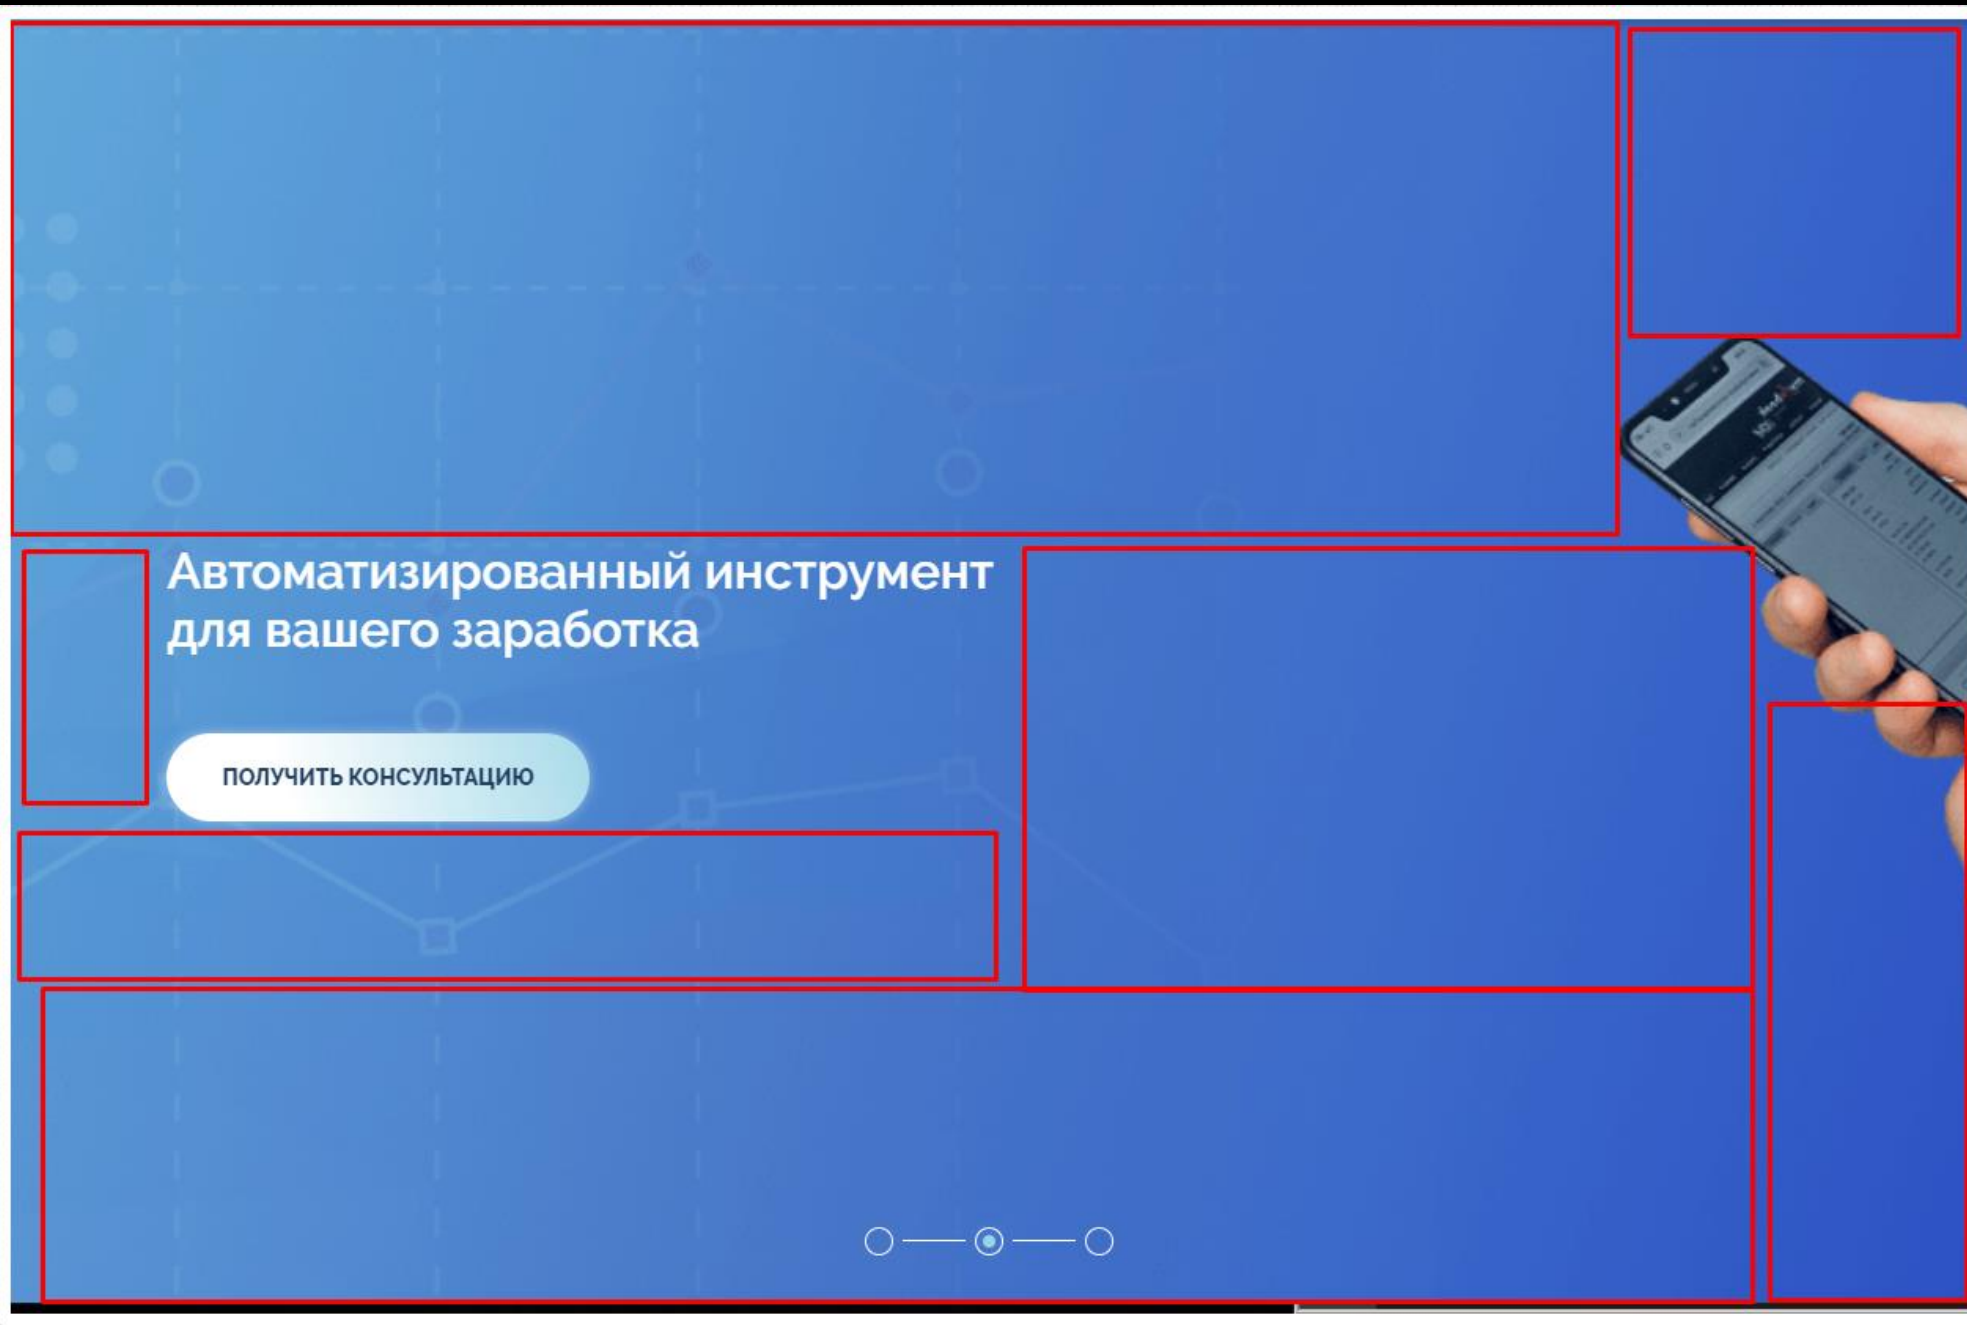 Автоматизированный инструмент
для вашего заработка
ПОЛУЧИТЬ КОНСУЛЬТАЦИЮ